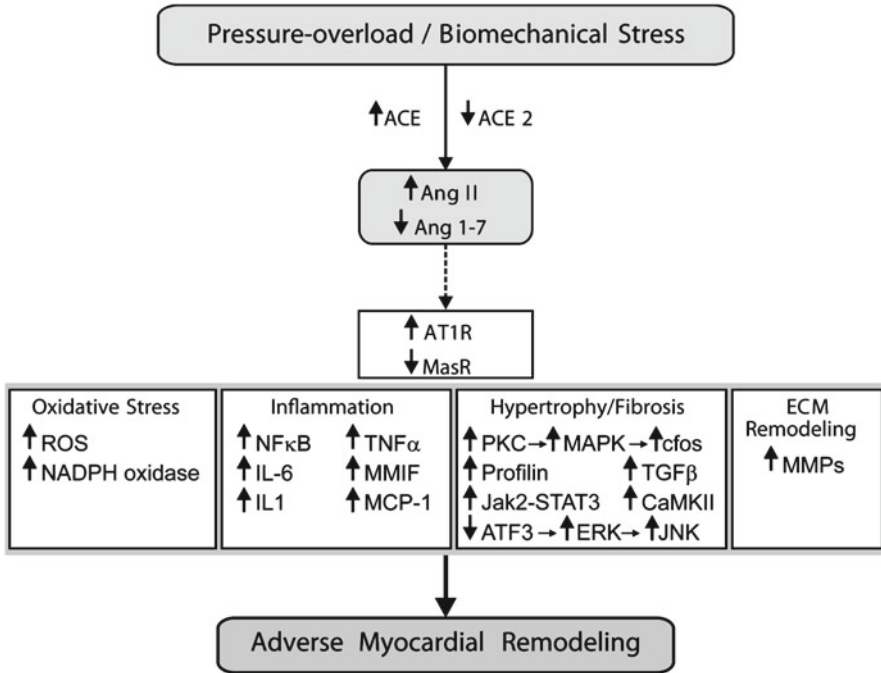 Pressure-overload / Biomechanical Stress
↑ACE ↓ACE 2
↑Ang II
↓Ang 1-7
↑AT1R
↓MasR
Oxidative Stress
↑ROS
↑NADPH oxidase
Inflammation
↑NFκB ↑TNFα
↑IL-6 ↑MMIF
↑IL1 ↑MCP-1
Hypertrophy/Fibrosis
↑PKC→↑MAPK→↑cfos
↑Profilin ↑TGFβ
↑Jak2-STAT3 ↑CaMKII
↓ATF3→↑ERK→↑JNK
ECM
Remodeling
↑MMPs
Adverse Myocardial Remodeling